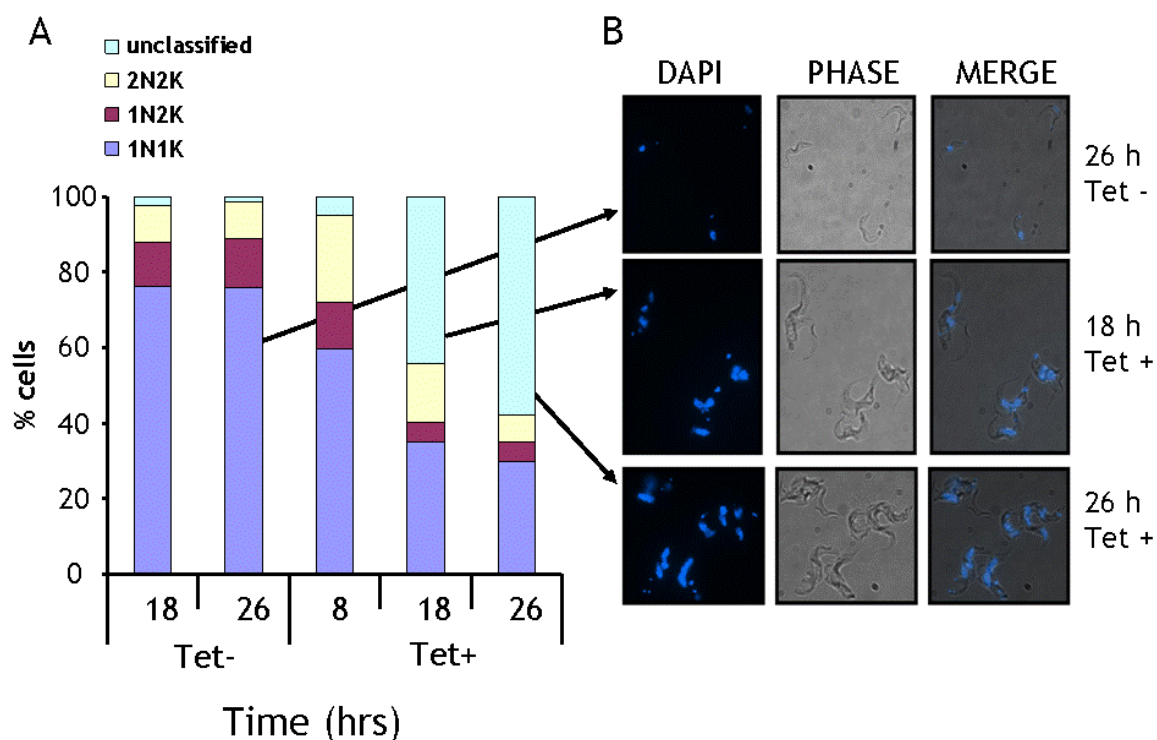 A
unclassified
2N2K
1N2K
1N1K
% cells
100
80
60
40
20
0
18 26 8 18 26
Tet- Tet+
Time (hrs)
B
DAPI PHASE MERGE
26 h
Tet -
18 h
Tet +
26 h
Tet +